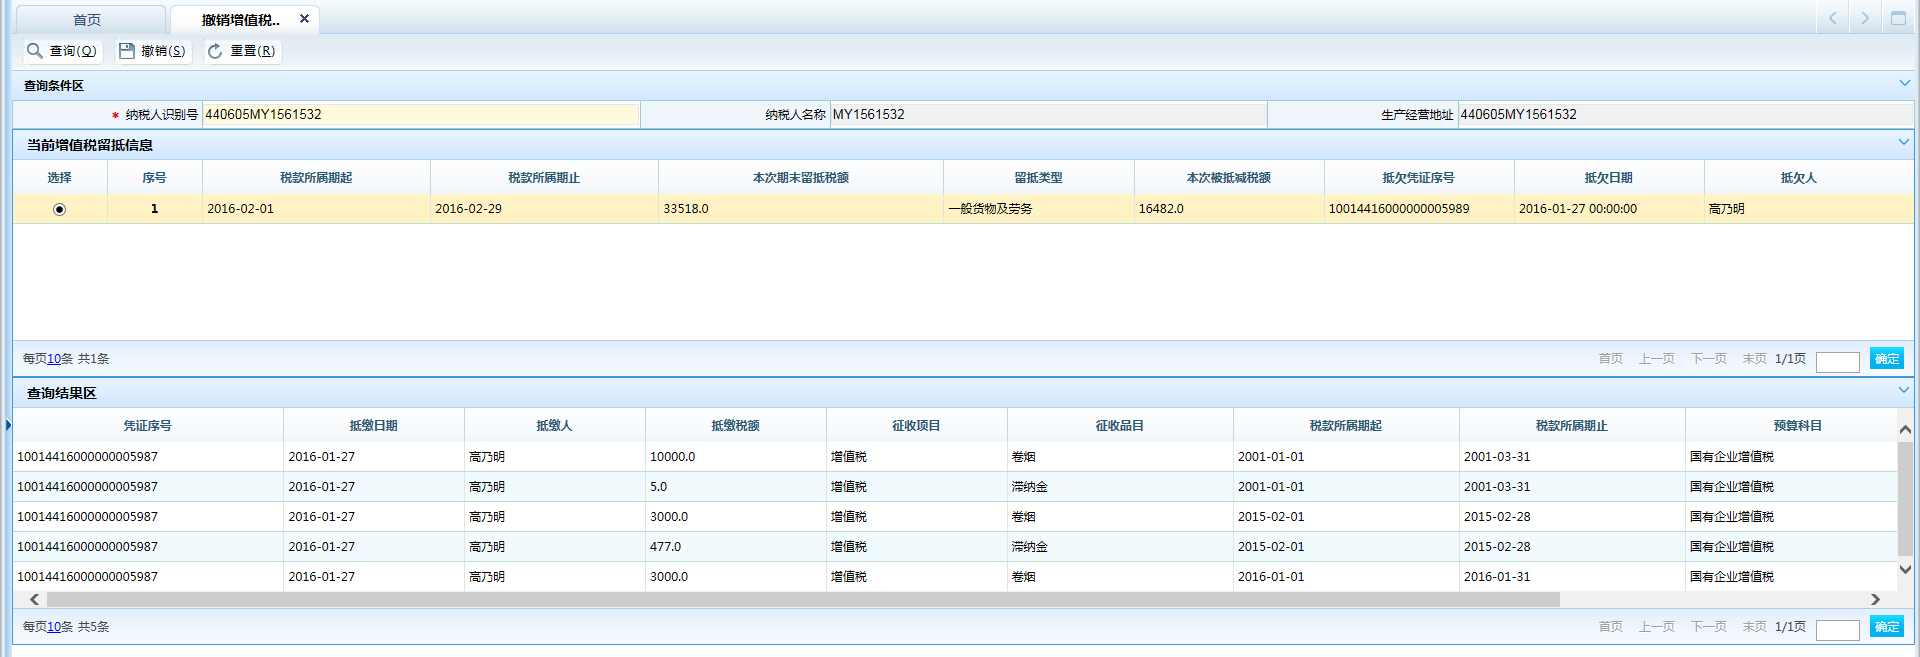 首页 撤销增值税..
查询(Q) 撤销(S) 重置(R)
查询条件区
* 纳税人识别号 440605MY1561532 纳税人名称 MY1561532 生产经营地址 440605MY1561532
当前增值税留抵信息
选择 序号 税款所属期起 税款所属期止 本次期末留抵税额 留抵类型 本次被抵减税额 抵欠凭证序号 抵欠日期 抵欠人
1 2016-02-01 2016-02-29 33518.0 一般货物及劳务 16482.0 10014416000000005989 2016-01-27 00:00:00 高乃明
每页10条 共1条 首页 上一页 下一页 末页 1/1页 确定
查询结果区
凭证序号 抵缴日期 抵缴人 抵缴税额 征收项目 征收品目 税款所属期起 税款所属期止 预算科目
10014416000000005987 2016-01-27 高乃明 10000.0 增值税 卷烟 2001-01-01 2001-03-31 国有企业增值税
10014416000000005987 2016-01-27 高乃明 5.0 增值税 滞纳金 2001-01-01 2001-03-31 国有企业增值税
10014416000000005987 2016-01-27 高乃明 3000.0 增值税 卷烟 2015-02-01 2015-02-28 国有企业增值税
10014416000000005987 2016-01-27 高乃明 477.0 增值税 滞纳金 2015-02-01 2015-02-28 国有企业增值税
10014416000000005987 2016-01-27 高乃明 3000.0 增值税 卷烟 2016-01-01 2016-01-31 国有企业增值税
每页10条 共5条 首页 上一页 下一页 末页 1/1页 确定